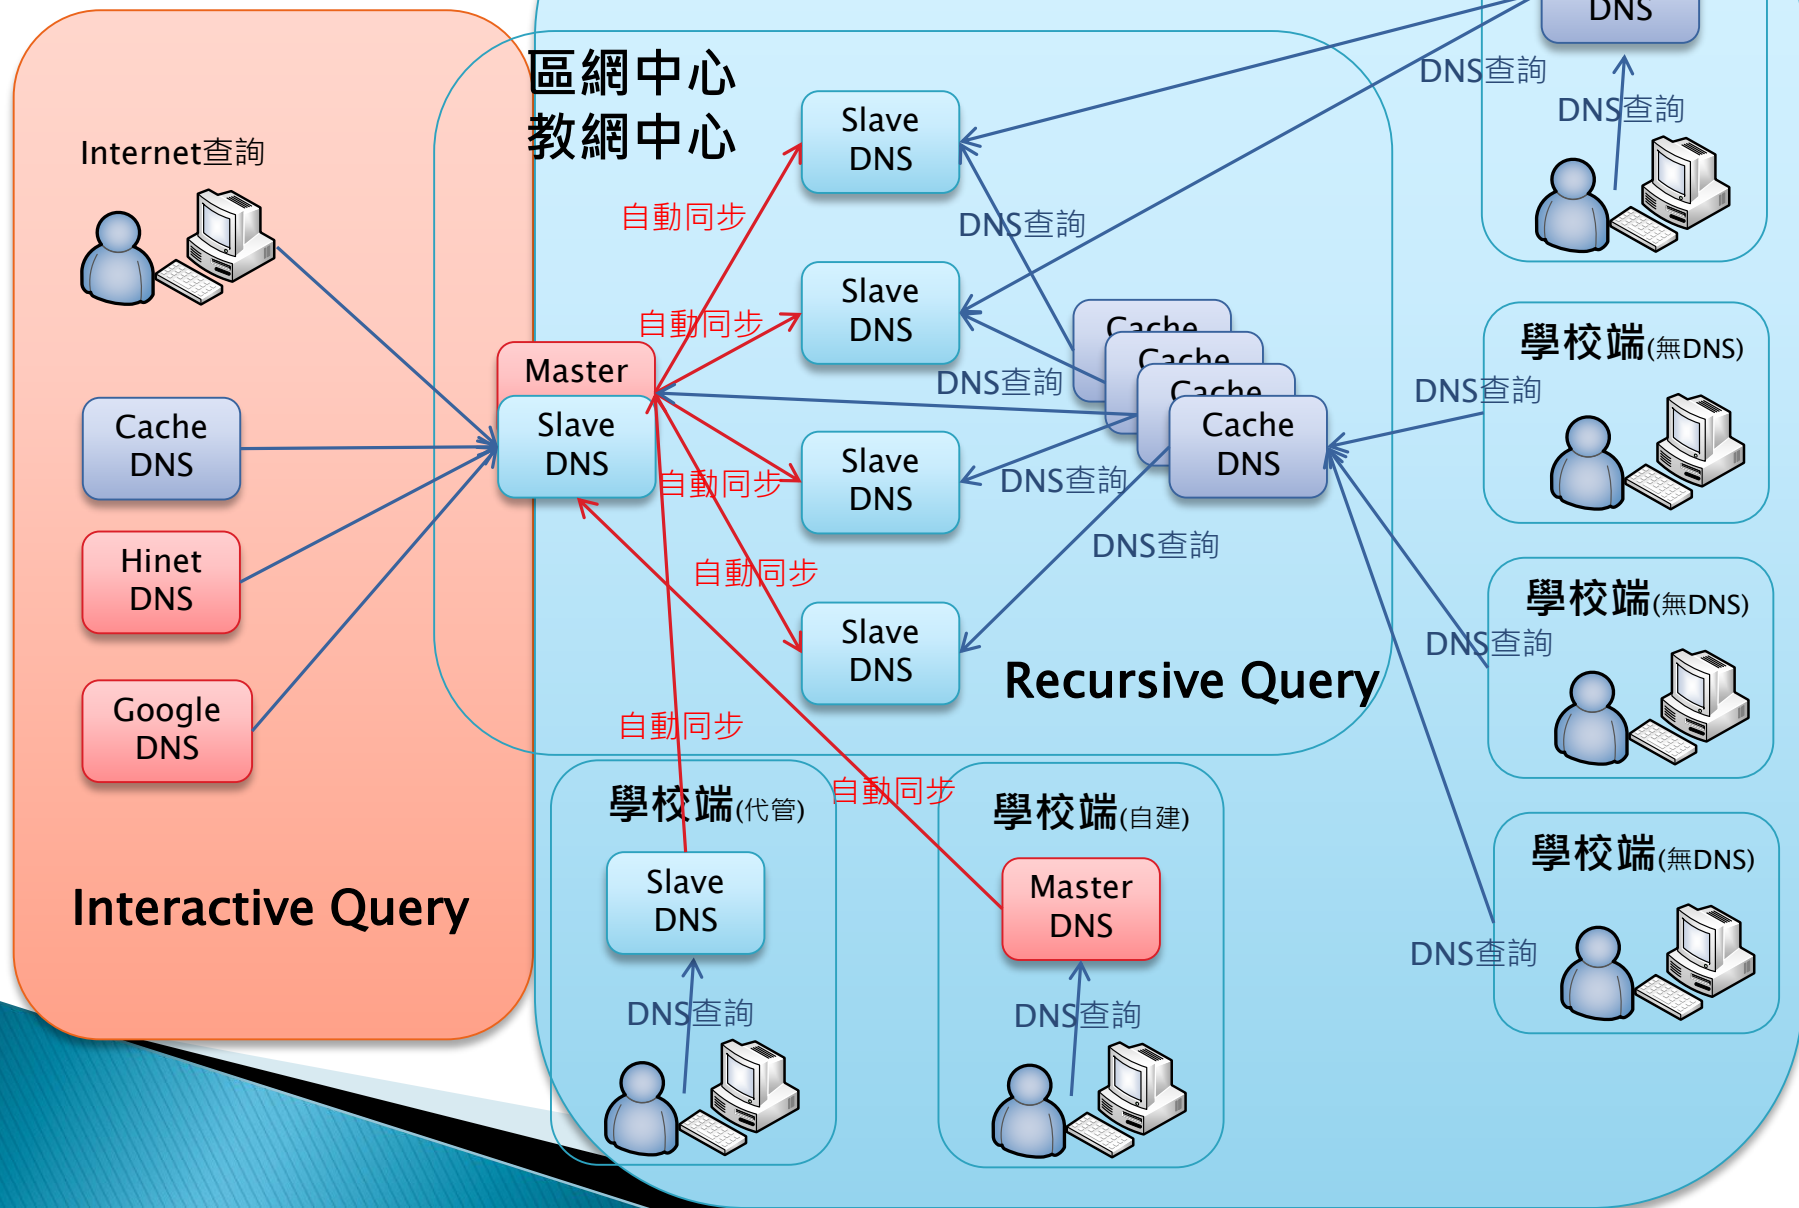 DNS
DNS查詢
DNS查詢
區網中心
教網中心
Internet查詢
Slave
DNS
自動同步
DNS查詢
Slave
DNS
自動同步
Cache
Cache
Cache
Cache
DNS
學校端(無DNS)
DNS查詢
DNS查詢
Master
Slave
DNS
Cache
DNS
Slave
DNS
自動同步
DNS查詢
DNS查詢
Hinet
DNS
自動同步
Slave
DNS
Recursive Query
學校端(無DNS)
DNS查詢
Google
DNS
自動同步
自動同步
學校端(代管)
Slave
DNS
DNS查詢
學校端(自建)
Master
DNS
DNS查詢
學校端(無DNS)
DNS查詢
Interactive Query